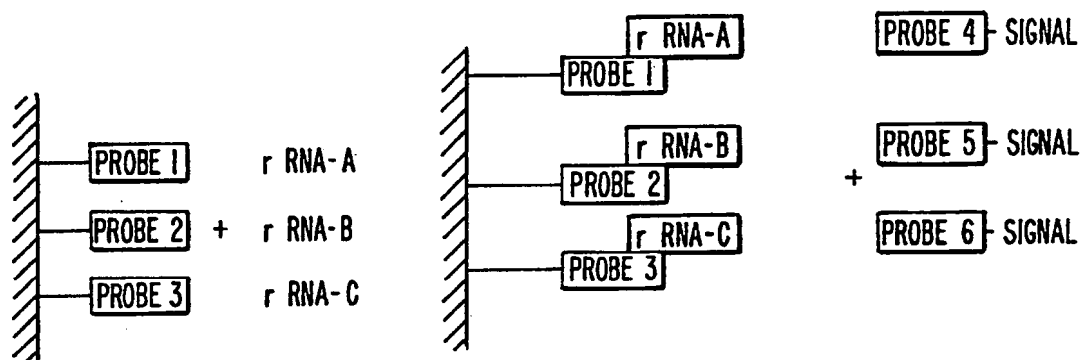 PROBE 1 r RNA-A
PROBE 2 + r RNA-B
PROBE 3 r RNA-C
r RNA-A
PROBE 1
r RNA-B
PROBE 2
r RNA-C
PROBE 3
+
PROBE 4 SIGNAL
PROBE 5 SIGNAL
PROBE 6 SIGNAL